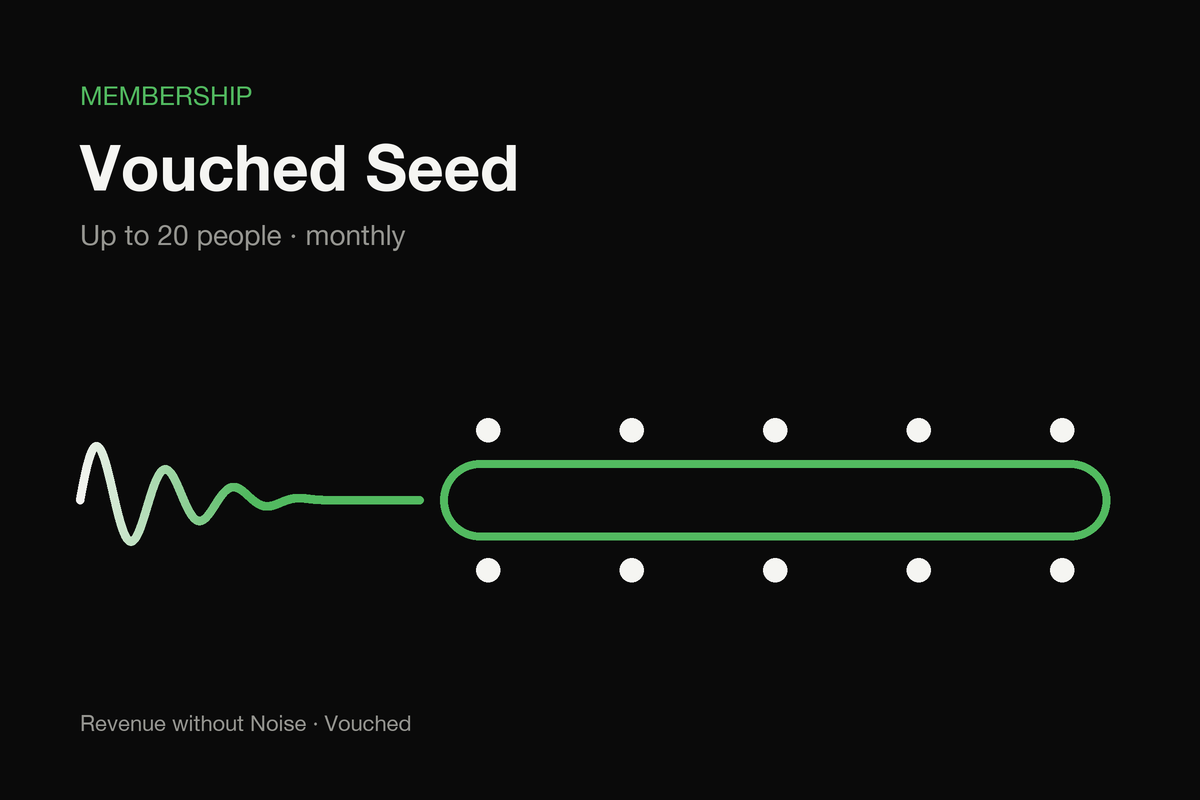 MEMBERSHIP
Vouched Seed
Up to 20 people · monthly
Revenue without Noise · Vouched